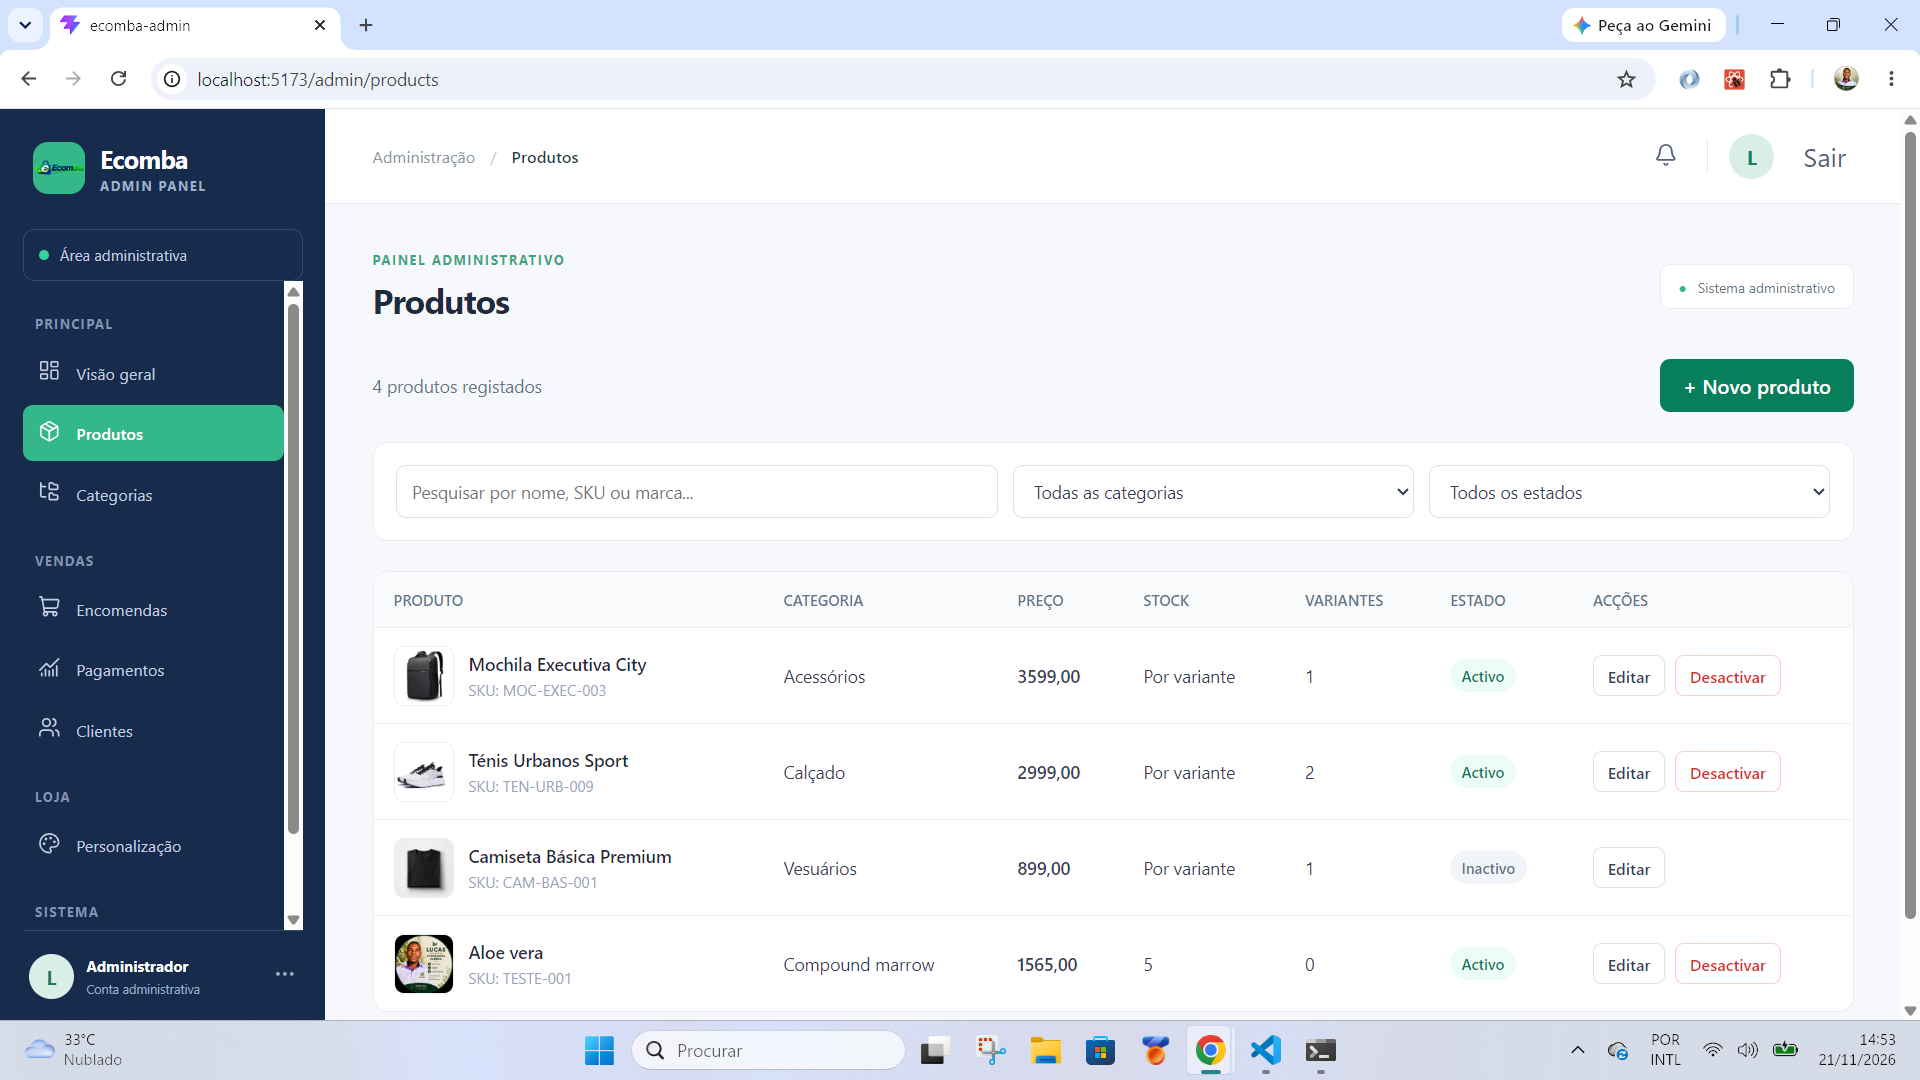 ecomba-admin
Peça ao Gemini
localhost:5173/admin/products
Ecomba
ADMIN PANEL
Área administrativa
PRINCIPAL
Visão geral
Produtos
Categorias
VENDAS
Encomendas
Pagamentos
Clientes
LOJA
Personalização
SISTEMA
L
Administrador
Conta administrativa
Administração / Produtos
L
Sair
PAINEL ADMINISTRATIVO
Produtos
Sistema administrativo
4 produtos registados
+ Novo produto
Pesquisar por nome, SKU ou marca...
Todas as categorias
Todos os estados
PRODUTO CATEGORIA PREÇO STOCK VARIANTES ESTADO ACÇÕES
Mochila Executiva City
SKU: MOC-EXEC-003
Acessórios 3599,00 Por variante 1 Activo Editar Desactivar
Ténis Urbanos Sport
SKU: TEN-URB-009
Calçado 2999,00 Por variante 2 Activo Editar Desactivar
Camiseta Básica Premium
SKU: CAM-BAS-001
Vesuários 899,00 Por variante 1 Inactivo Editar
LUCAS
Aloe vera
SKU: TESTE-001
Compound marrow 1565,00 5 0 Activo Editar Desactivar
33°C
Nublado
Procurar
POR
INTL
14:53
21/11/2026